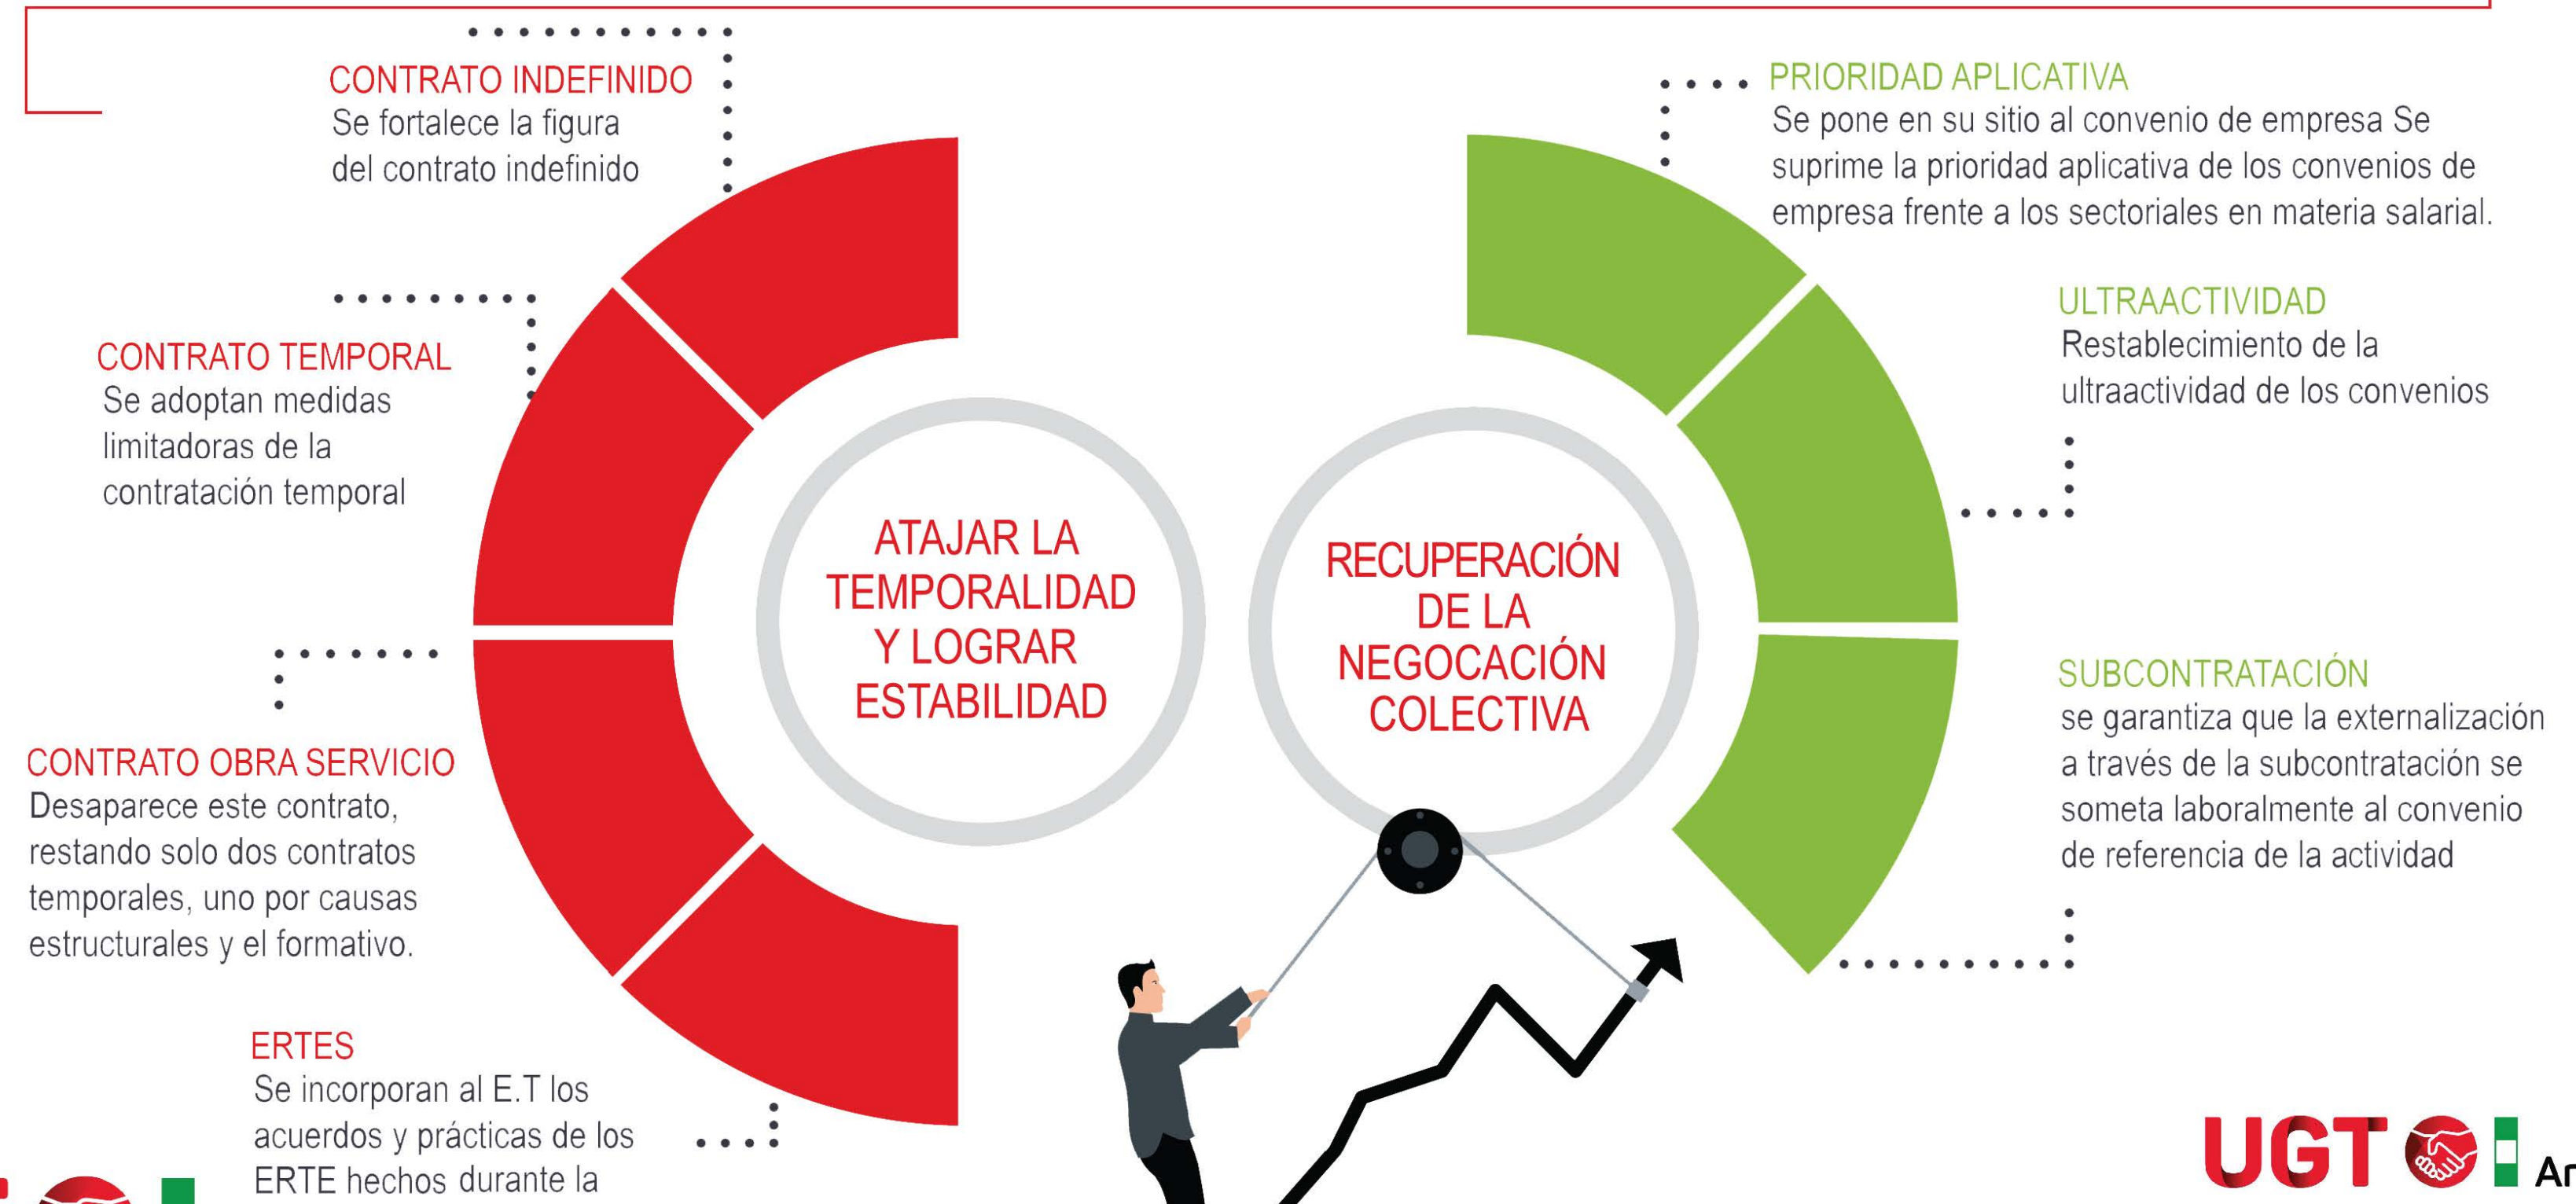 CONTRATO INDEFINIDO
Se fortalece la figura
del contrato indefinido
CONTRATO TEMPORAL
Se adoptan medidas
limitadoras de la
contratación temporal
CONTRATO OBRA SERVICIO
Desaparece este contrato,
restando solo dos contratos
temporales, uno por causas
estructurales y el formativo.
ERTES
Se incorporan al E.T los
acuerdos y prácticas de los
ERTE hechos durante la
ATAJAR LA
TEMPORALIDAD
Y LOGRAR
ESTABILIDAD
RECUPERACIÓN
DE LA
NEGOCACIÓN
COLECTIVA
PRIORIDAD APLICATIVA
Se pone en su sitio al convenio de empresa Se
suprime la prioridad aplicativa de los convenios de
empresa frente a los sectoriales en materia salarial.
ULTRAACTIVIDAD
Restablecimiento de la
ultraactividad de los convenios
SUBCONTRATACIÓN
se garantiza que la externalización
a través de la subcontratación se
someta laboralmente al convenio
de referencia de la actividad
UGT